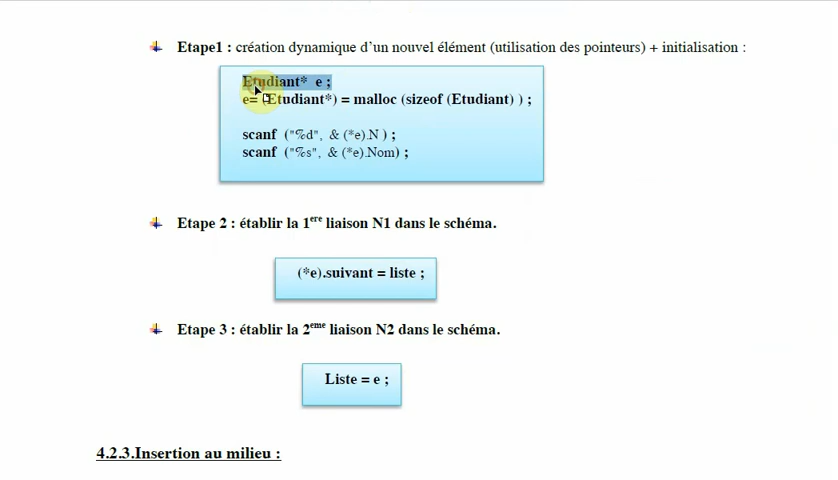 Etape1 : création dynamique d'un nouvel élément (utilisation des pointeurs) + initialisation :
Etudiant* e ;
e= (Etudiant*) = malloc (sizeof (Etudiant) ) ;
scanf ("%d", & (*e).N ) ;
scanf ("%s", & (*e).Nom) ;
Etape 2 : établir la 1ere liaison N1 dans le schéma.
(*e).suivant = liste ;
Etape 3 : établir la 2eme liaison N2 dans le schéma.
Liste = e ;
4.2.3.Insertion au milieu :